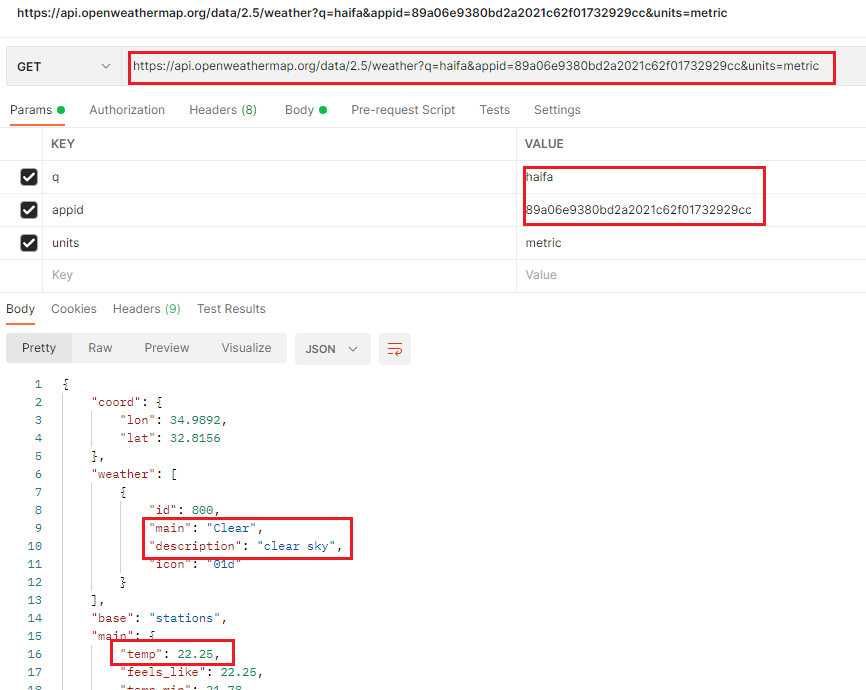 https://api.openweathermap.org/data/2.5/weather?q=haifa&appid=89a06e9380bd2a2021c62f01732929cc&units=metric
GET https://api.openweathermap.org/data/2.5/weather?q=haifa&appid=89a06e9380bd2a2021c62f01732929cc&units=metric
Params Authorization Headers (8) Body Pre-request Script Tests Settings
KEY VALUE
q haifa
appid 89a06e9380bd2a2021c62f01732929cc
units metric
Key Value
Body Cookies Headers (9) Test Results
Pretty Raw Preview Visualize JSON
1 {
2 "coord": {
3 "lon": 34.9892,
4 "lat": 32.8156
5 },
6 "weather": [
7 {
8 "id": 800,
9 "main": "Clear",
10 "description": "clear sky",
11 "icon": "01d"
12 }
13 ],
14 "base": "stations",
15 "main": {
16 "temp": 22.25,
17 "feels_like": 22.25,
18 "temp_min": 21.78